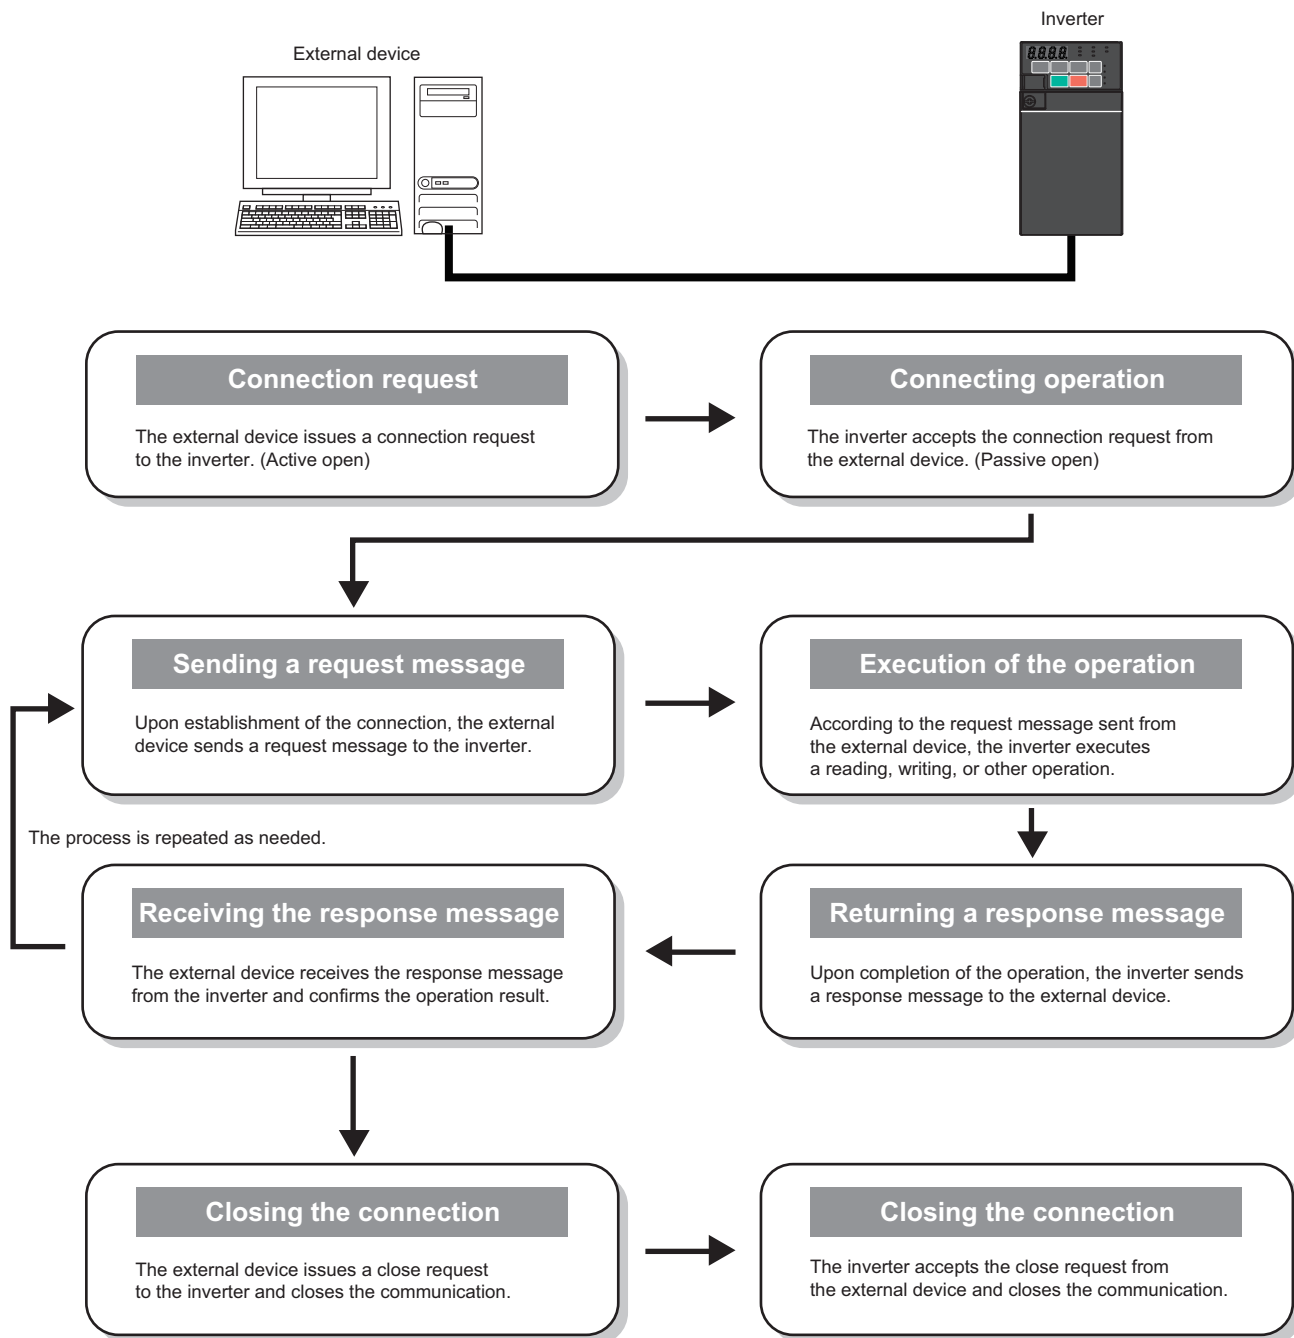 Inverter
External device
8.8.8.8.
Connection request
The external device issues a connection request
to the inverter. (Active open)
Connecting operation
The inverter accepts the connection request from
the external device. (Passive open)
Sending a request message
Upon establishment of the connection, the external
device sends a request message to the inverter.
Execution of the operation
According to the request message sent from
the external device, the inverter executes
a reading, writing, or other operation.
The process is repeated as needed.
Receiving the response message
The external device receives the response message
from the inverter and confirms the operation result.
Returning a response message
Upon completion of the operation, the inverter sends
a response message to the external device.
Closing the connection
The external device issues a close request
to the inverter and closes the communication.
Closing the connection
The inverter accepts the close request from
the external device and closes the communication.